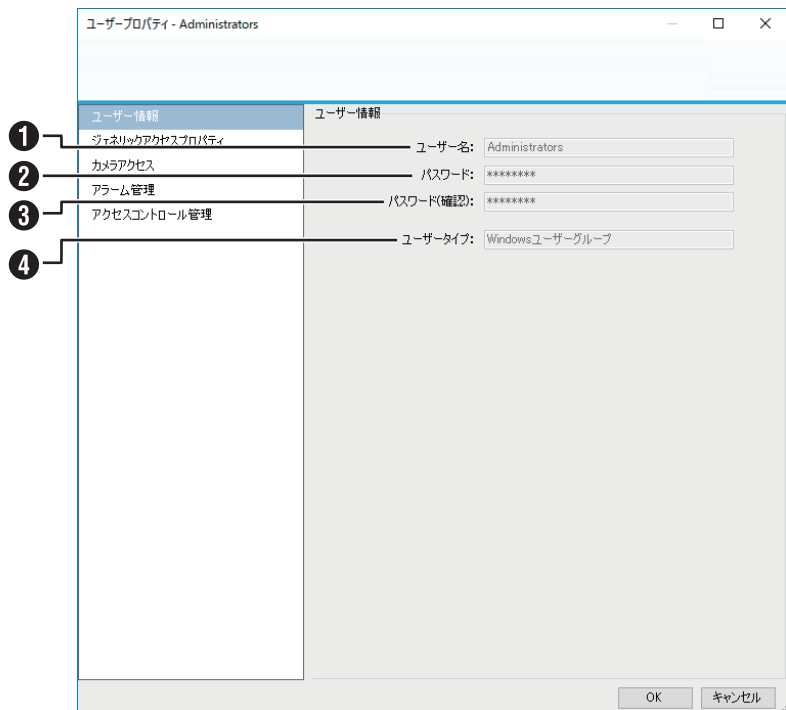 ユーザープロパティ - Administrators
ユーザー情報
ジェネリックアクセスプロパティ
カメラアクセス
アラーム管理
アクセスコントロール管理
ユーザー情報
❶
ユーザー名: Administrators
❷
パスワード: ********
❸
パスワード(確認): ********
❹
ユーザータイプ: Windowsユーザーグループ
OK
キャンセル